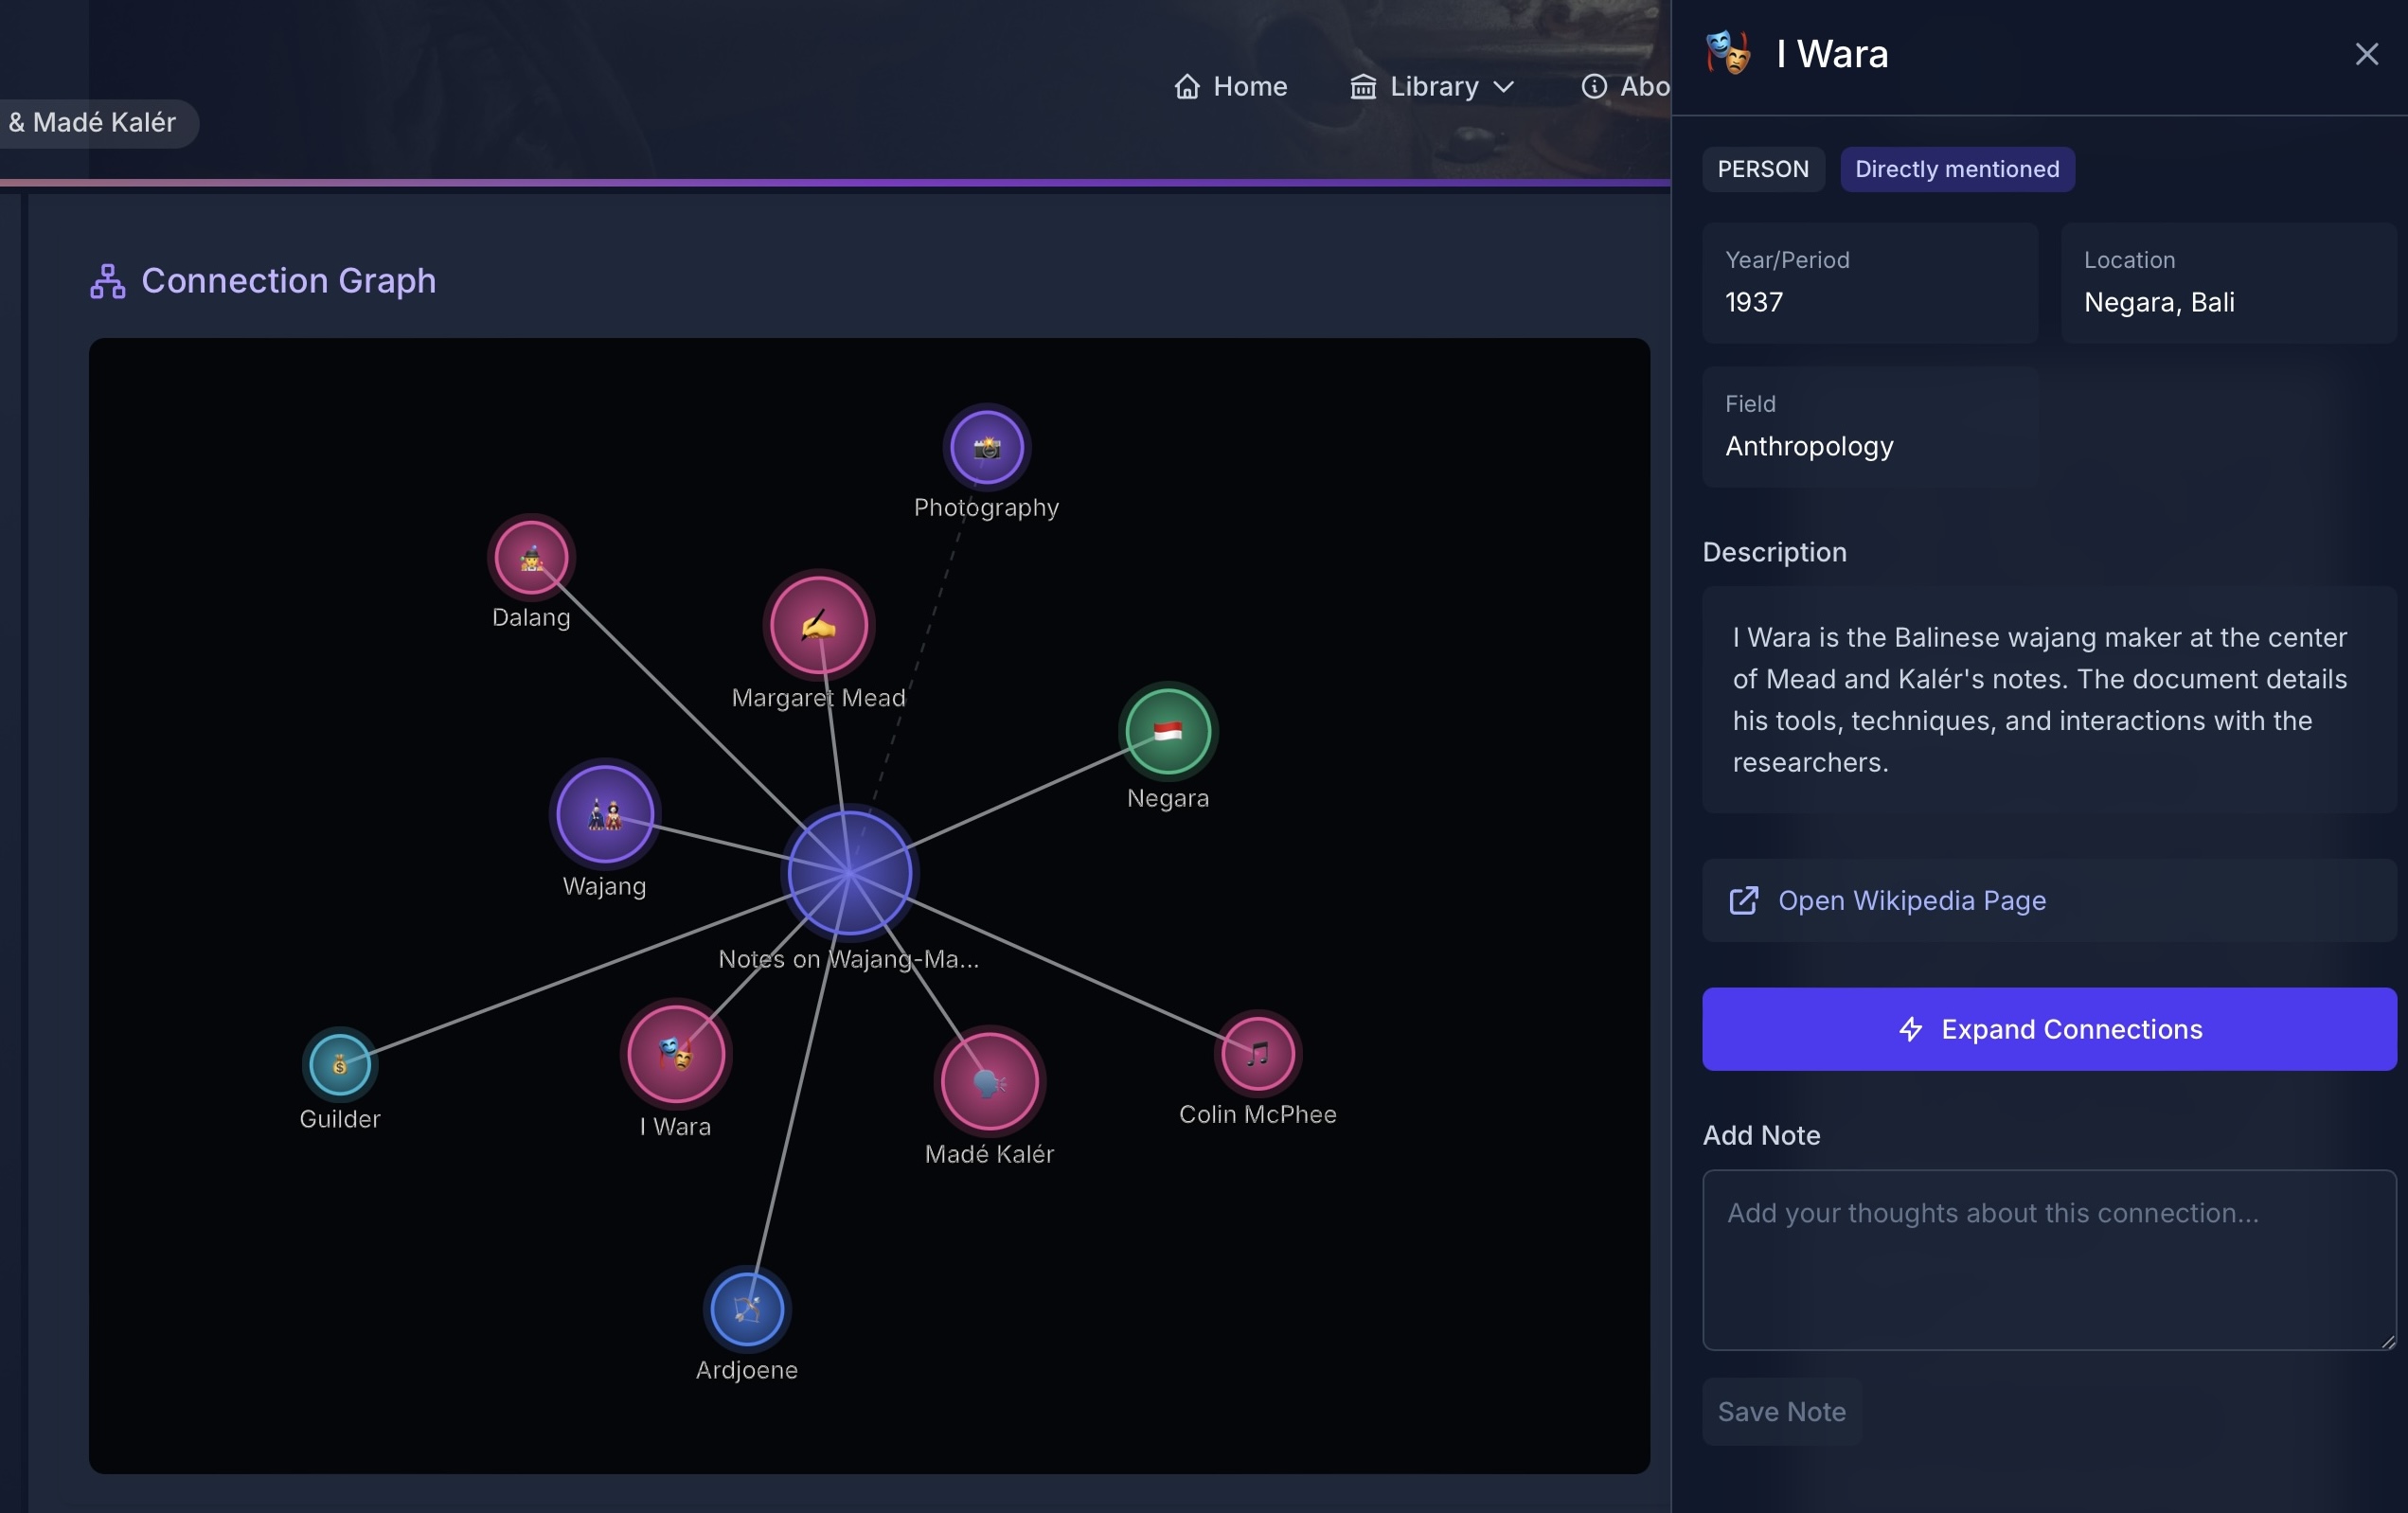 Home
Library
Abo
& Madé Kalér
Connection Graph
Photography
Dalang
Margaret Mead
Negara
Wajang
Notes on Wajang-Ma...
Guilder
I Wara
Madé Kalér
Colin McPhee
Ardjoene
I Wara
PERSON
Directly mentioned
Year/Period
1937
Location
Negara, Bali
Field
Anthropology
Description
I Wara is the Balinese wajang maker at the center
of Mead and Kalér's notes. The document details
his tools, techniques, and interactions with the
researchers.
Open Wikipedia Page
Expand Connections
Add Note
Add your thoughts about this connection...
Save Note